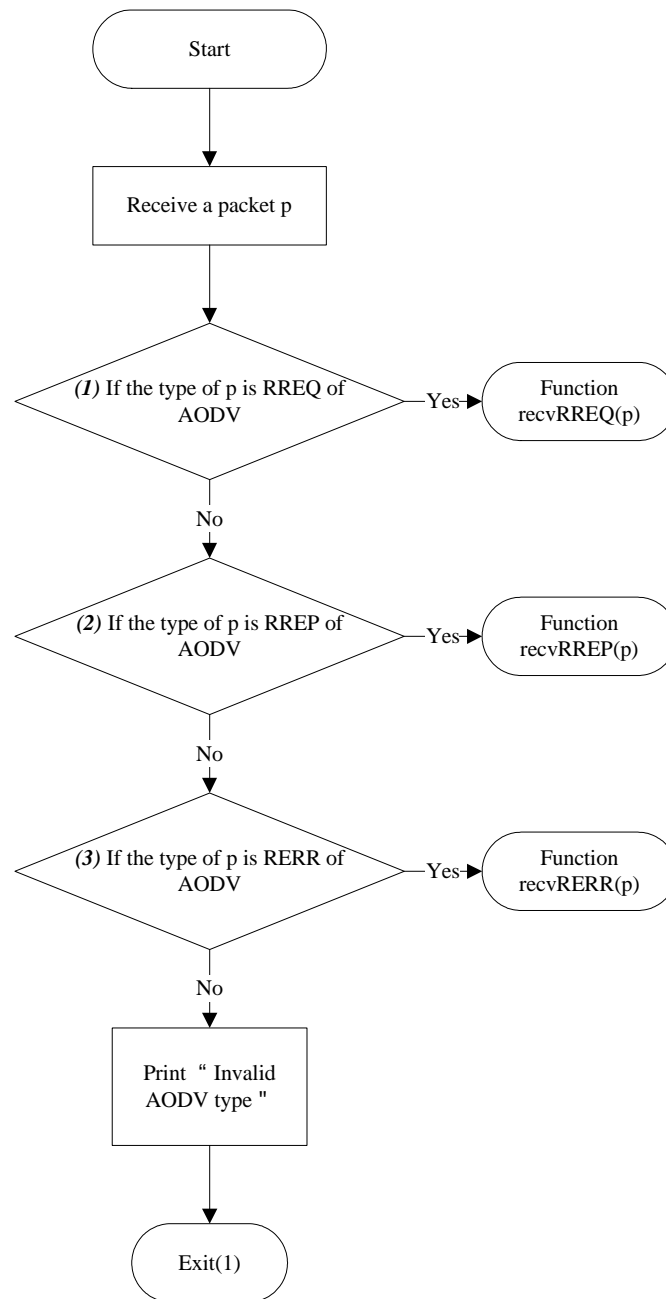 Start
Receive a packet p
(1) If the type of p is RREQ of
AODV
Yes
Function
recvRREQ(p)
No
(2) If the type of p is RREP of
AODV
Yes
Function
recvRREP(p)
No
(3) If the type of p is RERR of
AODV
Yes
Function
recvRERR(p)
No
Print “ Invalid
AODV type "
Exit(1)